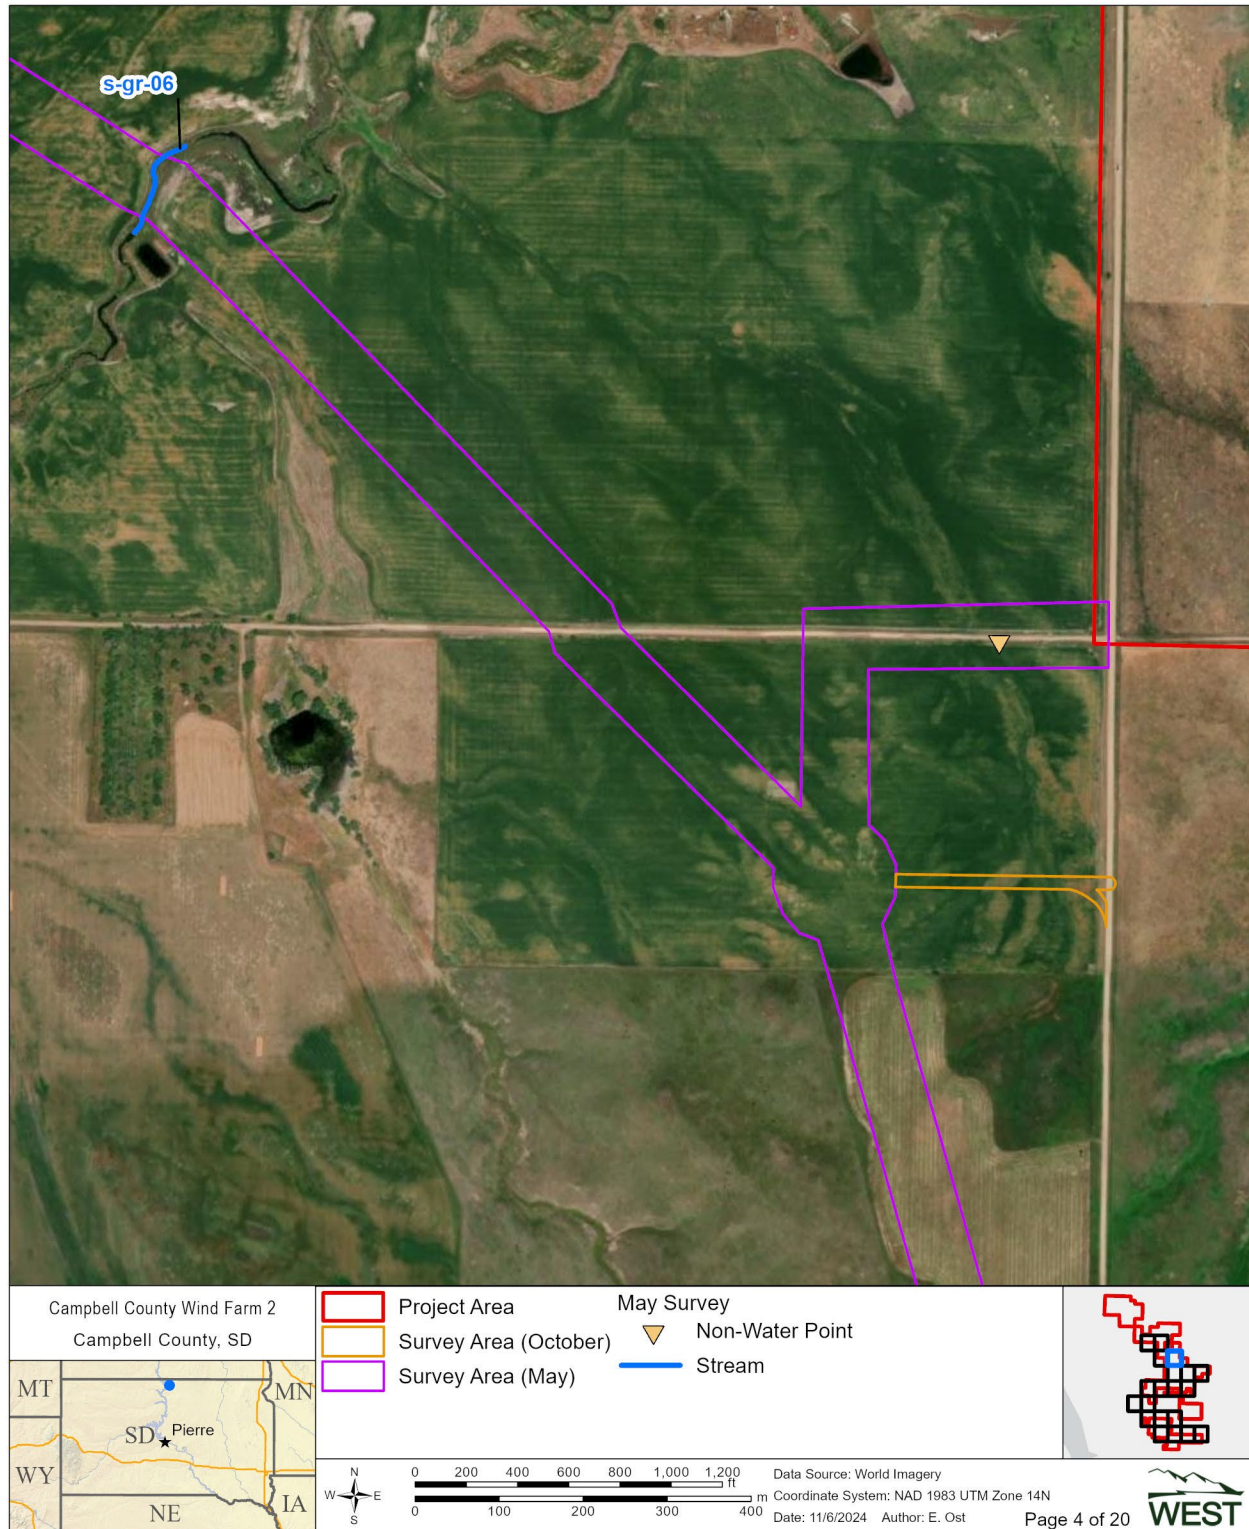 s-gr-06
Campbell County Wind Farm 2
Campbell County, SD
MT
MN
SD
Pierre
WY
NE
IA
Project Area
Survey Area (October)
Survey Area (May)
May Survey
Non-Water Point
Stream
N
W E
S
0 200 400 600 800 1,000 1,200
ft
m
0 100 200 300 400
Data Source: World Imagery
Coordinate System: NAD 1983 UTM Zone 14N
Date: 11/6/2024 Author: E. Ost
Page 4 of 20
WEST